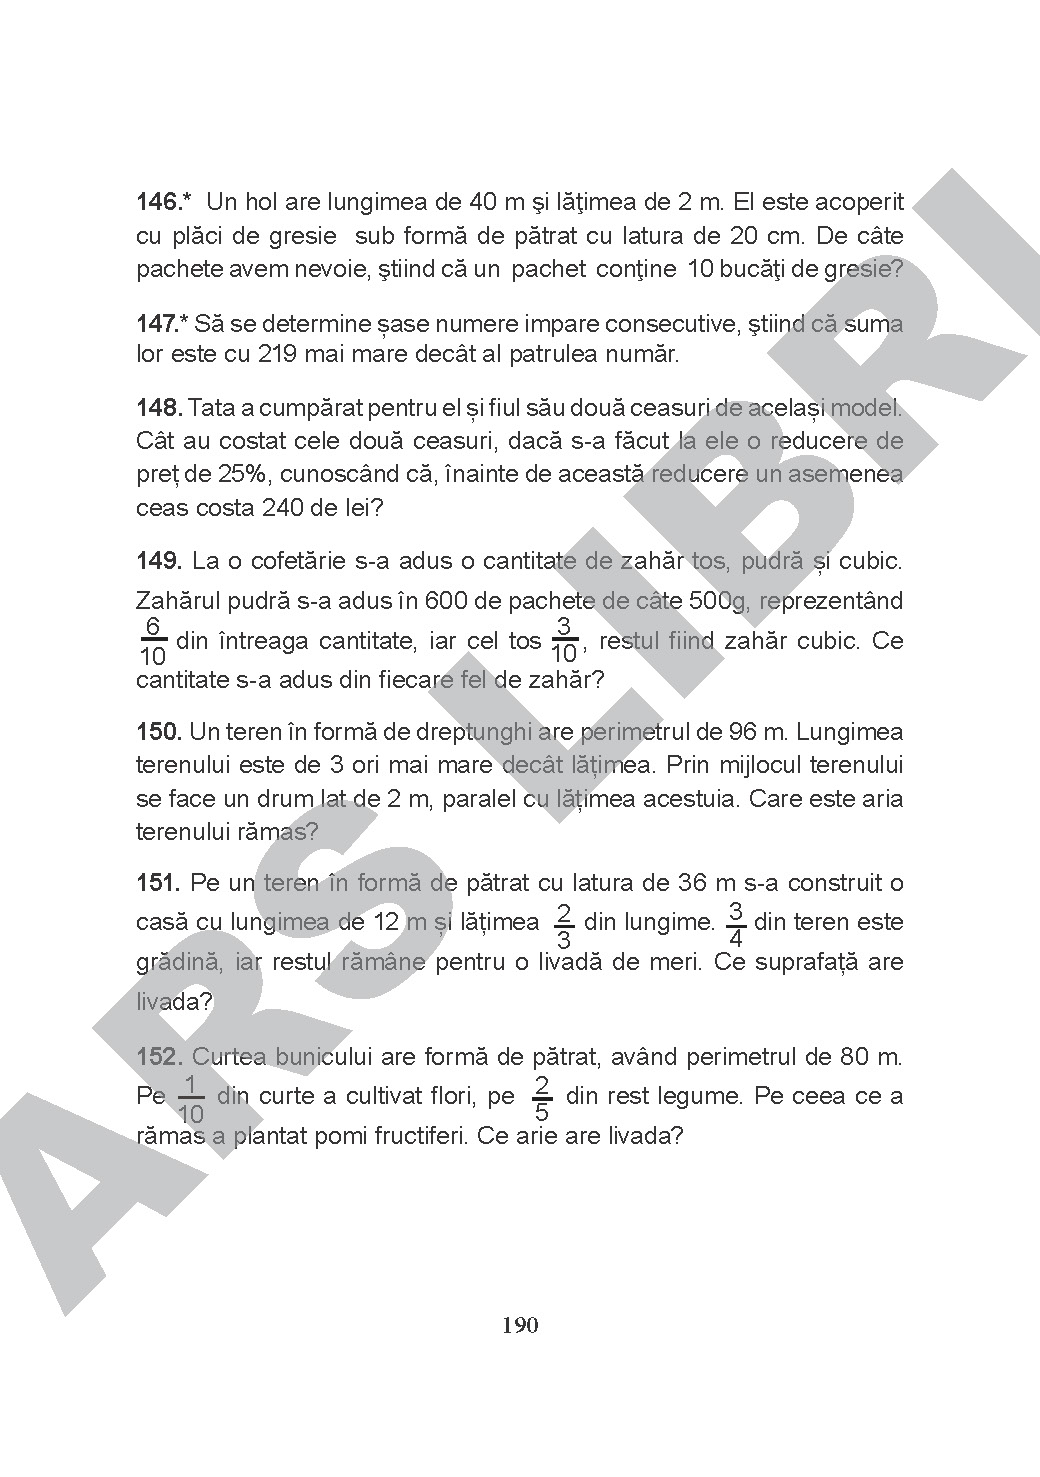 146.* Un hol are lungimea de 40 m şi lăţimea de 2 m. El este acoperit
cu plăci de gresie sub formă de pătrat cu latura de 20 cm. De câte
pachete avem nevoie, ştiind că un pachet conţine 10 bucăţi de gresie?
147.* Să se determine șase numere impare consecutive, ştiind că suma
lor este cu 219 mai mare decât al patrulea număr.
148. Tata a cumpărat pentru el și fiul său două ceasuri de același model.
Cât au costat cele două ceasuri, dacă s-a făcut la ele o reducere de
preț de 25%, cunoscând că, înainte de această reducere un asemenea
ceas costa 240 de lei?
149. La o cofetărie s-a adus o cantitate de zahăr tos, pudră și cubic.
Zahărul pudră s-a adus în 600 de pachete de câte 500g, reprezentând
6/10 din întreaga cantitate, iar cel tos 3/10, restul fiind zahăr cubic. Ce
cantitate s-a adus din fiecare fel de zahăr?
150. Un teren în formă de dreptunghi are perimetrul de 96 m. Lungimea
terenului este de 3 ori mai mare decât lățimea. Prin mijlocul terenului
se face un drum lat de 2 m, paralel cu lățimea acestuia. Care este aria
terenului rămas?
151. Pe un teren în formă de pătrat cu latura de 36 m s-a construit o
casă cu lungimea de 12 m și lățimea 2/3 din lungime. 3/4 din teren este
grădină, iar restul rămâne pentru o livadă de meri. Ce suprafață are
livada?
152. Curtea bunicului are formă de pătrat, având perimetrul de 80 m.
Pe 1/10 din curte a cultivat flori, pe 2/5 din rest legume. Pe ceea ce a
rămas a plantat pomi fructiferi. Ce arie are livada?
190
ARS LIBRI